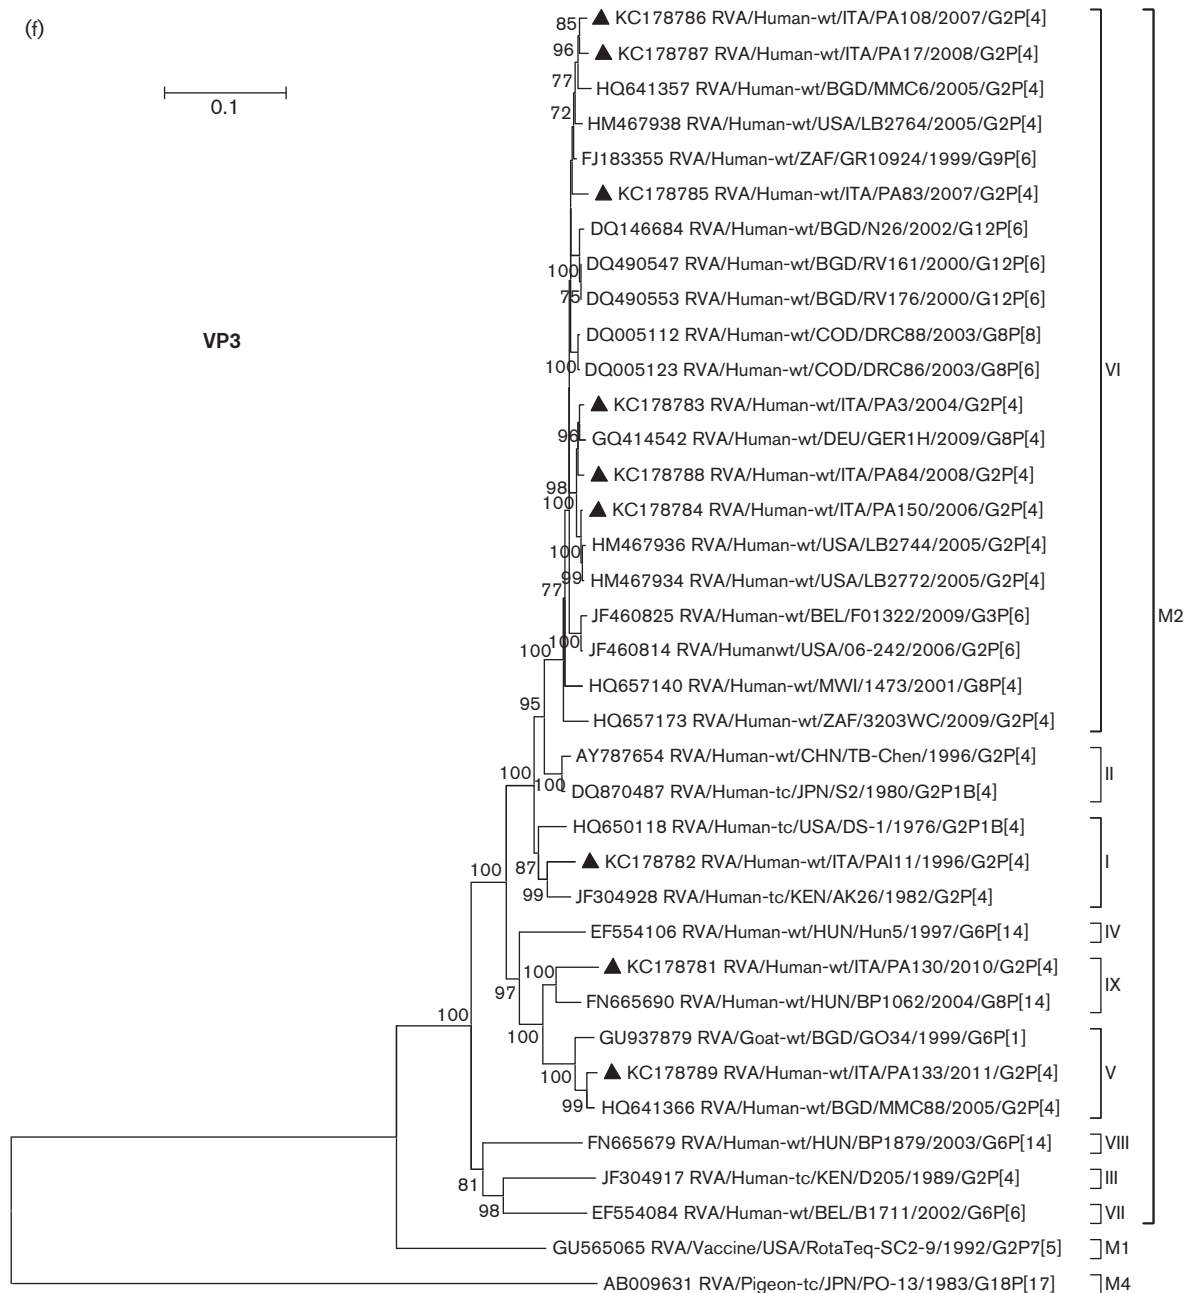 (f)
0.1
VP3
85
96
77
72
100
75
100
96
98
100
100
99
77
100
100
95
100
100
87
99
100
100
97
100
100
100
99
81
98
▲ KC178786 RVA/Human-wt/ITA/PA108/2007/G2P[4]
▲ KC178787 RVA/Human-wt/ITA/PA17/2008/G2P[4]
HQ641357 RVA/Human-wt/BGD/MMC6/2005/G2P[4]
HM467938 RVA/Human-wt/USA/LB2764/2005/G2P[4]
FJ183355 RVA/Human-wt/ZAF/GR10924/1999/G9P[6]
▲ KC178785 RVA/Human-wt/ITA/PA83/2007/G2P[4]
DQ146684 RVA/Human-wt/BGD/N26/2002/G12P[6]
DQ490547 RVA/Human-wt/BGD/RV161/2000/G12P[6]
DQ490553 RVA/Human-wt/BGD/RV176/2000/G12P[6]
DQ005112 RVA/Human-wt/COD/DRC88/2003/G8P[8]
DQ005123 RVA/Human-wt/COD/DRC86/2003/G8P[6]
▲ KC178783 RVA/Human-wt/ITA/PA3/2004/G2P[4]
GQ414542 RVA/Human-wt/DEU/GER1H/2009/G8P[4]
▲ KC178788 RVA/Human-wt/ITA/PA84/2008/G2P[4]
▲ KC178784 RVA/Human-wt/ITA/PA150/2006/G2P[4]
HM467936 RVA/Human-wt/USA/LB2744/2005/G2P[4]
HM467934 RVA/Human-wt/USA/LB2772/2005/G2P[4]
JF460825 RVA/Human-wt/BEL/F01322/2009/G3P[6]
JF460814 RVA/Humanwt/USA/06-242/2006/G2P[6]
HQ657140 RVA/Human-wt/MWI/1473/2001/G8P[4]
HQ657173 RVA/Human-wt/ZAF/3203WC/2009/G2P[4]
AY787654 RVA/Human-wt/CHN/TB-Chen/1996/G2P[4]
DQ870487 RVA/Human-tc/JPN/S2/1980/G2P1B[4]
HQ650118 RVA/Human-tc/USA/DS-1/1976/G2P1B[4]
▲ KC178782 RVA/Human-wt/ITA/PAI11/1996/G2P[4]
JF304928 RVA/Human-tc/KEN/AK26/1982/G2P[4]
EF554106 RVA/Human-wt/HUN/Hun5/1997/G6P[14]
▲ KC178781 RVA/Human-wt/ITA/PA130/2010/G2P[4]
FN665690 RVA/Human-wt/HUN/BP1062/2004/G8P[14]
GU937879 RVA/Goat-wt/BGD/GO34/1999/G6P[1]
▲ KC178789 RVA/Human-wt/ITA/PA133/2011/G2P[4]
HQ641366 RVA/Human-wt/BGD/MMC88/2005/G2P[4]
FN665679 RVA/Human-wt/HUN/BP1879/2003/G6P[14]
JF304917 RVA/Human-tc/KEN/D205/1989/G2P[4]
EF554084 RVA/Human-wt/BEL/B1711/2002/G6P[6]
GU565065 RVA/Vaccine/USA/RotaTeq-SC2-9/1992/G2P7[5]
AB009631 RVA/Pigeon-tc/JPN/PO-13/1983/G18P[17]
VI
II
I
IV
IX
V
VIII
III
VII
M1
M4
M2